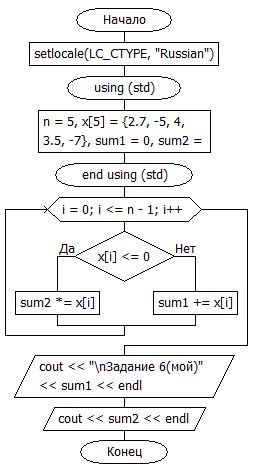 Начало
setlocale(LC_CTYPE, "Russian")
using (std)
n = 5, x[5] = {2.7, -5, 4,
3.5, -7}, sum1 = 0, sum2 =
end using (std)
i = 0; i <= n - 1; i++
Да
x[i] <= 0
Нет
sum2 *= x[i]
sum1 += x[i]
cout << "\nЗадание 6(мой)"
<< sum1 << endl
cout << sum2 << endl
Конец